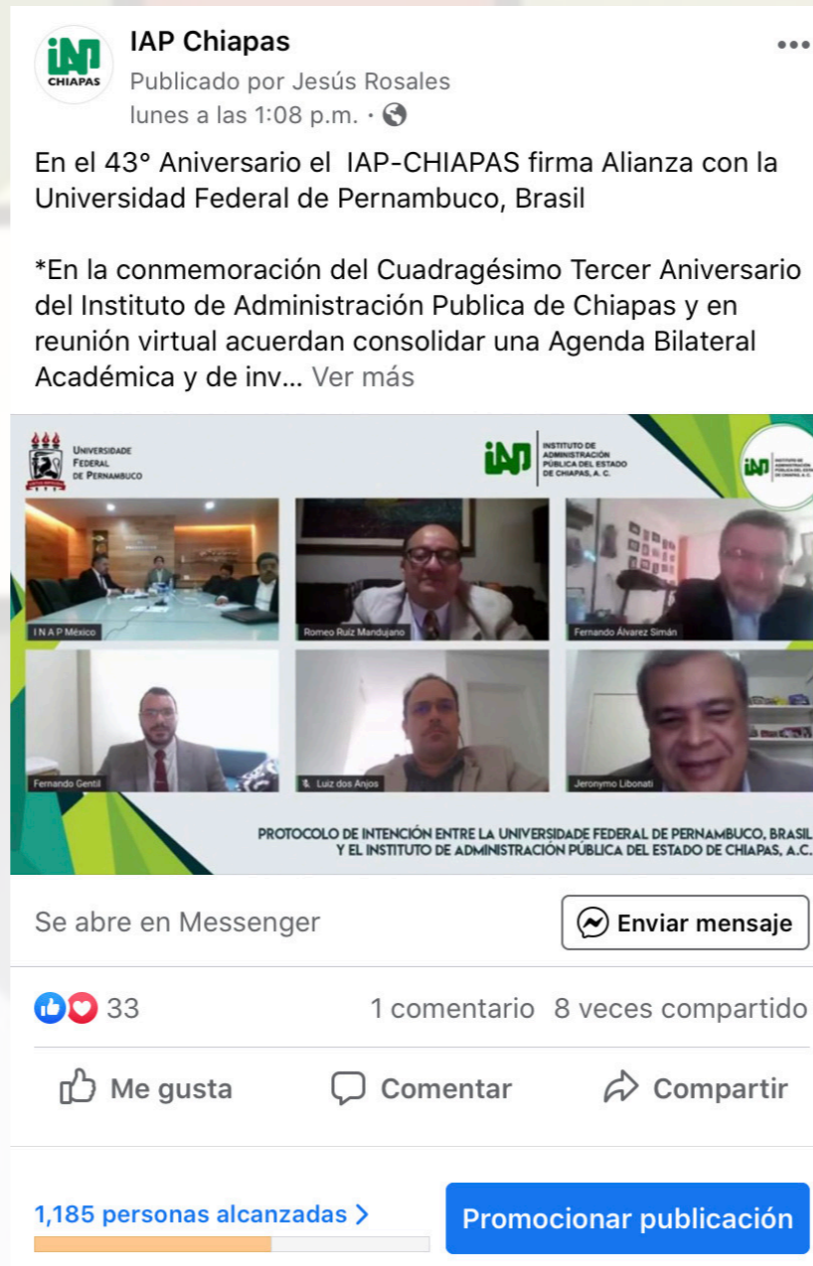 IAP Chiapas
Publicado por Jesús Rosales
lunes a las 1:08 p.m. ·
En el 43° Aniversario el IAP-CHIAPAS firma Alianza con la
Universidad Federal de Pernambuco, Brasil
*En la conmemoración del Cuadragésimo Tercer Aniversario
del Instituto de Administración Publica de Chiapas y en
reunión virtual acuerdan consolidar una Agenda Bilateral
Académica y de inv... Ver más
UNIVERSIDADE
FEDERAL
DE PERNAMBUCO
iAP
INSTITUTO DE
ADMINISTRACIÓN
PÚBLICA DEL ESTADO
DE CHIAPAS, A. C.
iAP
I N A P México
Romeo Ruíz Mandujano
Fernando Álvarez Simán
Fernando Gentil
Luiz dos Anjos
Jeronymo Libonati
PROTOCOLO DE INTENCIÓN ENTRE LA UNIVERSIDADE FEDERAL DE PERNAMBUCO, BRASIL
Y EL INSTITUTO DE ADMINISTRACIÓN PÚBLICA DEL ESTADO DE CHIAPAS, A.C.
Se abre en Messenger
Enviar mensaje
33
1 comentario 8 veces compartido
Me gusta
Comentar
Compartir
1,185 personas alcanzadas >
Promocionar publicación
iAP
CHIAPAS